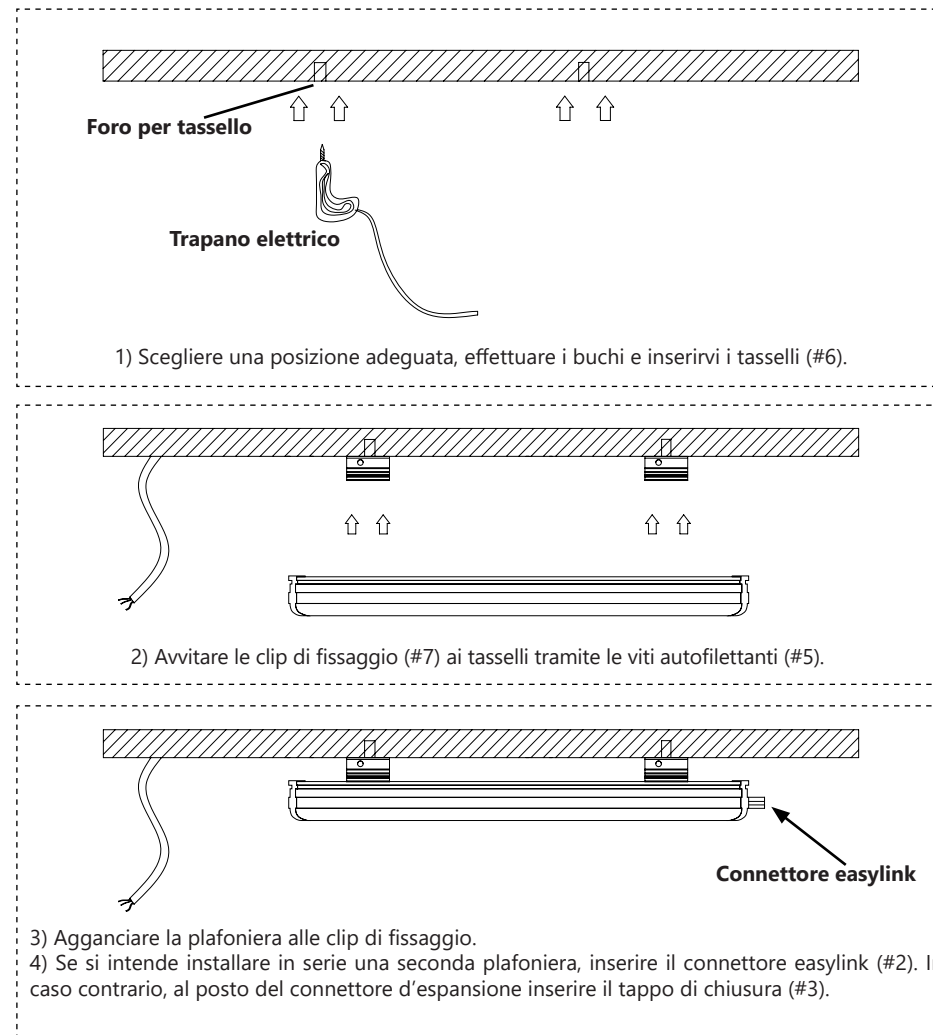 Foro per tassello
Trapano elettrico
1) Scegliere una posizione adeguata, effettuare i buchi e inserirvi i tasselli (#6).
2) Avvitare le clip di fissaggio (#7) ai tasselli tramite le viti autofilettanti (#5).
Connettore easylink
3) Agganciare la plafoniera alle clip di fissaggio.
4) Se si intende installare in serie una seconda plafoniera, inserire il connettore easylink (#2). I
caso contrario, al posto del connettore d’espansione inserire il tappo di chiusura (#3).